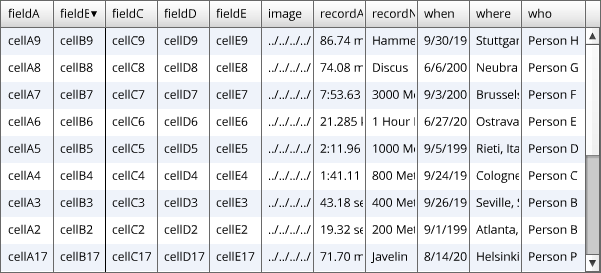 fieldA fieldB▼ fieldC fieldD fieldE image recordA recordN when where who
cellA9 cellB9 cellC9 cellD9 cellE9 ../../../../ 86.74 m Hamme 9/30/19 Stuttgar Person H
cellA8 cellB8 cellC8 cellD8 cellE8 ../../../../ 74.08 m Discus 6/6/200 Neubra Person G
cellA7 cellB7 cellC7 cellD7 cellE7 ../../../../ 7:53.63 3000 Me 9/3/200 Brussels Person F
cellA6 cellB6 cellC6 cellD6 cellE6 ../../../../ 21.285 k 1 Hour 6/27/20 Ostrava Person E
cellA5 cellB5 cellC5 cellD5 cellE5 ../../../../ 2:11.96 1000 Me 9/5/199 Rieti, Ita Person D
cellA4 cellB4 cellC4 cellD4 cellE4 ../../../../ 1:41.11 800 Met 9/24/19 Cologne Person C
cellA3 cellB3 cellC3 cellD3 cellE3 ../../../../ 43.18 se 400 Met 9/26/19 Seville, S Person B
cellA2 cellB2 cellC2 cellD2 cellE2 ../../../../ 19.32 se 200 Met 9/1/199 Atlanta, Person B
cellA17 cellB17 cellC17 cellD17 cellE17 ../../../../ 71.70 m Javelin 8/14/20 Helsinki Person P